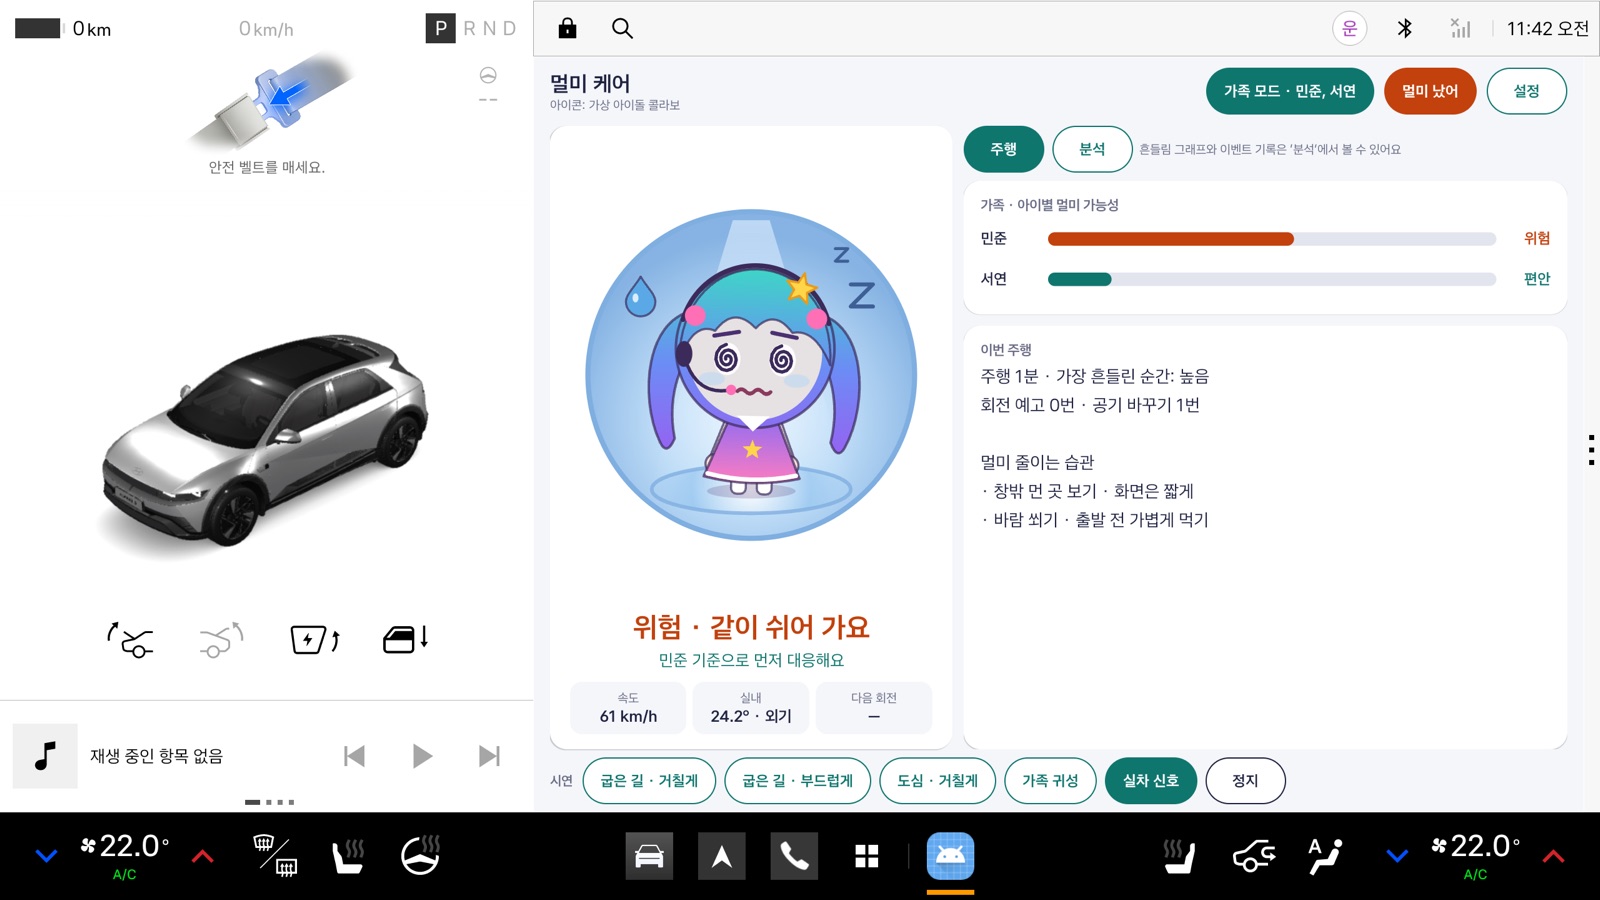 0 km
0 km/h
P R N D
안전 벨트를 매세요.
재생 중인 항목 없음
운
11:42 오전
멀미 케어
아이콘: 가상 아이돌 콜라보
가족 모드 · 민준, 서연
멀미 났어
설정
Z
Z
위험 · 같이 쉬어 가요
민준 기준으로 먼저 대응해요
속도
61 km/h
실내
24.2° · 외기
다음 회전
—
주행
분석
흔들림 그래프와 이벤트 기록은 '분석'에서 볼 수 있어요
가족 · 아이별 멀미 가능성
민준
위험
서연
편안
이번 주행
주행 1분 · 가장 흔들린 순간: 높음
회전 예고 0번 · 공기 바꾸기 1번
멀미 줄이는 습관
· 창밖 먼 곳 보기 · 화면은 짧게
· 바람 쐬기 · 출발 전 가볍게 먹기
시연
굽은 길 · 거칠게
굽은 길 · 부드럽게
도심 · 거칠게
가족 귀성
실차 신호
정지
22.0°
A/C
A
22.0°
A/C